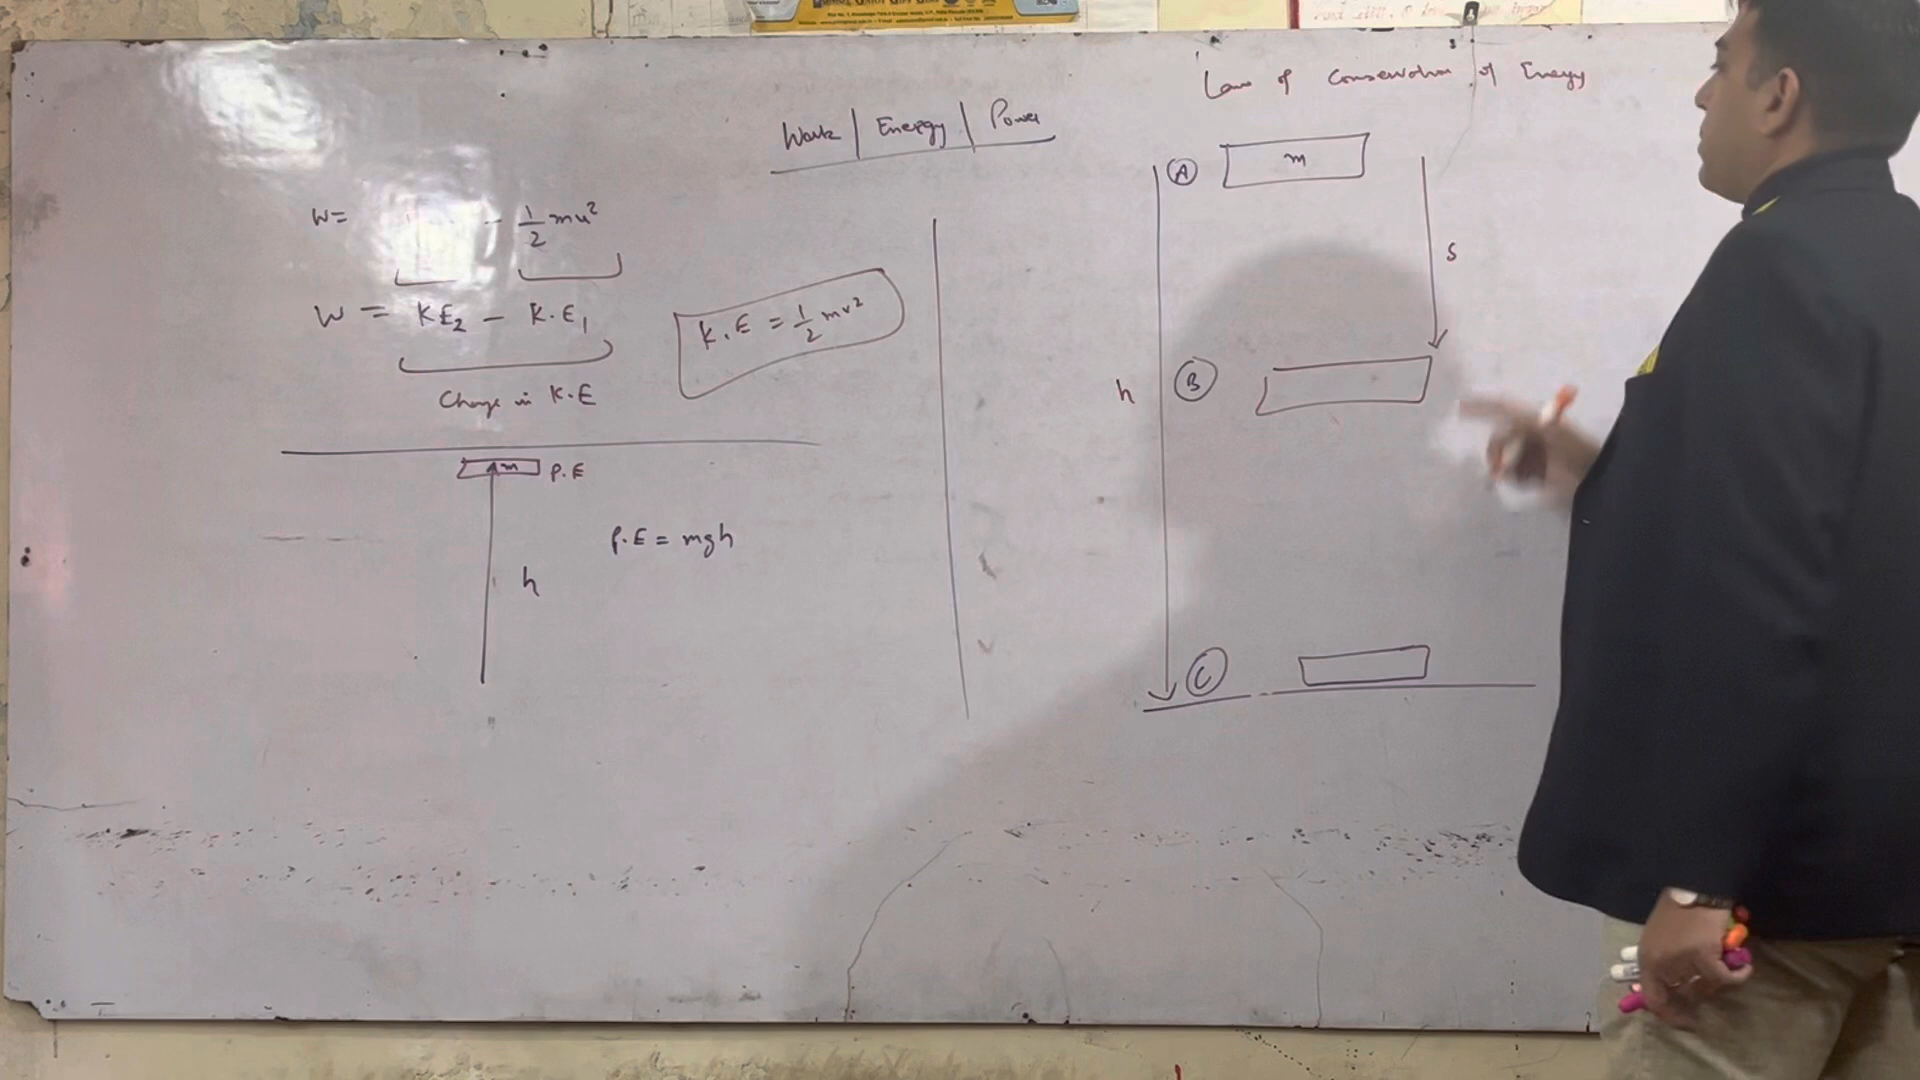 Law of Conservation of Energy
Work | Energy | Power
W = - 1/2 mu²
W = KE₂ - K.E₁
Change in K.E
K.E = 1/2 mv²
m P.E
P.E = mgh
h
A m
s
B
h
C